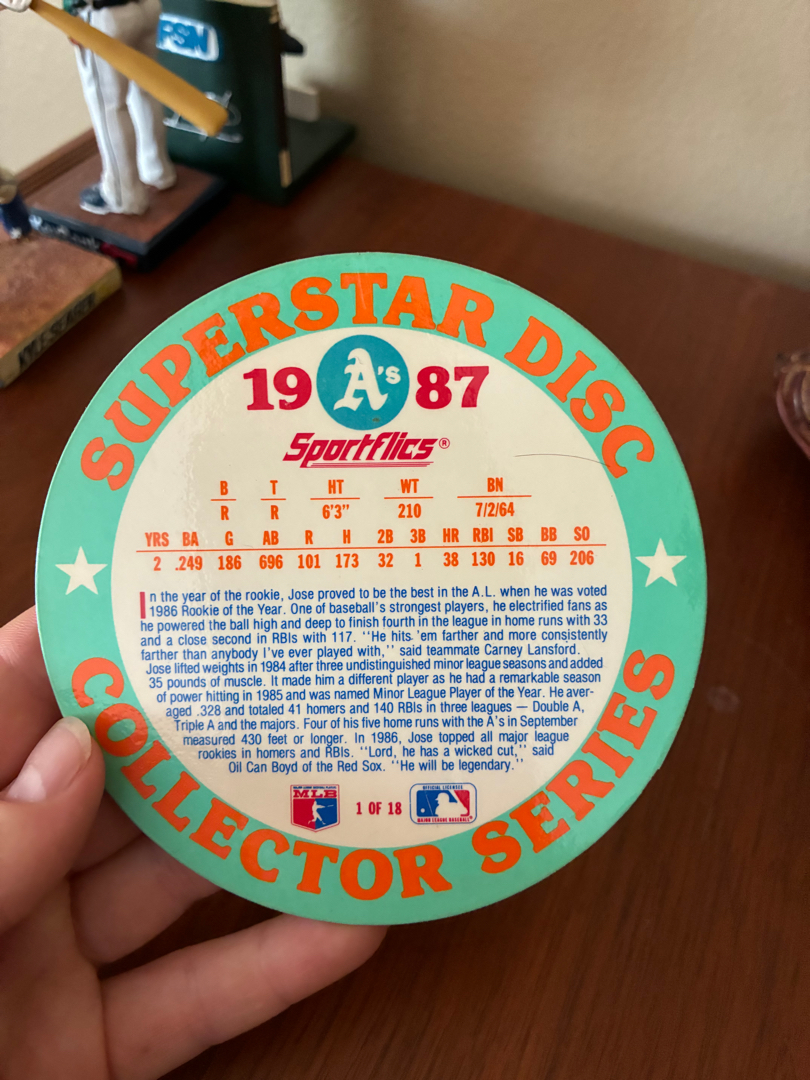 FSN
SUPERSTAR DISC
19 A's 87
Sportflics®
B T HT WT BN
R R 6'3" 210 7/2/64
YRS BA G AB R H 2B 3B HR RBI SB BB SO
2 .249 186 696 101 173 32 1 38 130 16 69 206
In the year of the rookie, Jose proved to be the best in the A.L. when he was voted
1986 Rookie of the Year. One of baseball's strongest players, he electrified fans as
he powered the ball high and deep to finish fourth in the league in home runs with 33
and a close second in RBIs with 117. "He hits 'em farther and more consistently
farther than anybody I've ever played with," said teammate Carney Lansford.
Jose lifted weights in 1984 after three undistinguished minor league seasons and added
35 pounds of muscle. It made him a different player as he had a remarkable season
of power hitting in 1985 and was named Minor League Player of the Year. He aver-
aged .328 and totaled 41 homers and 140 RBIs in three leagues — Double A,
Triple A and the majors. Four of his five home runs with the A's in September
measured 430 feet or longer. In 1986, Jose topped all major league
rookies in homers and RBIs. "Lord, he has a wicked cut," said
Oil Can Boyd of the Red Sox. "He will be legendary."
MLB
1 OF 18
OFFICIAL LICENSEE
MAJOR LEAGUE BASEBALL
COLLECTOR SERIES